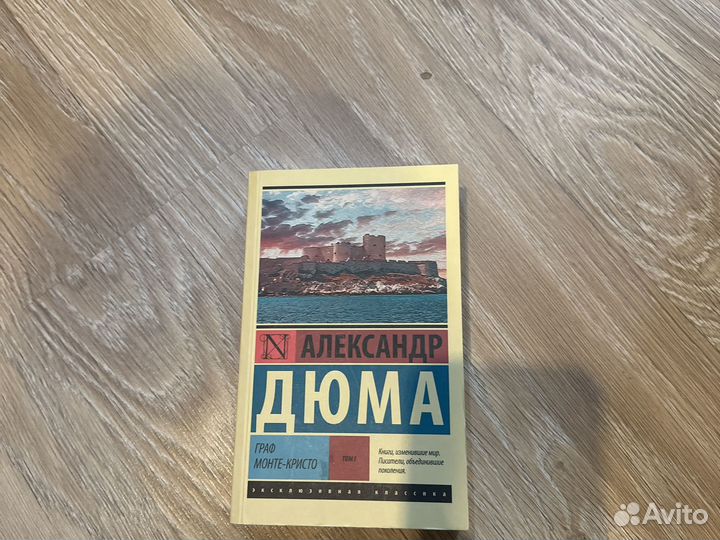 N АЛЕКСАНДР
ДЮМА
ГРАФ
МОНТЕ-КРИСТО
ТОМ I
Книги, изменившие мир.
Писатели, объединившие
поколения.
эксклюзивная классика
Avito